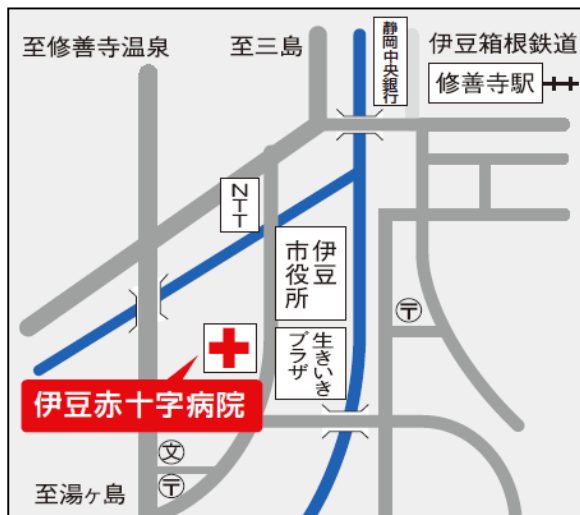 至修善寺温泉
至三島
静岡中央銀行
伊豆箱根鉄道
修善寺駅
NTT
伊豆
市役所
生きいき
プラザ
〒
伊豆赤十字病院
文
〒
至湯ヶ島